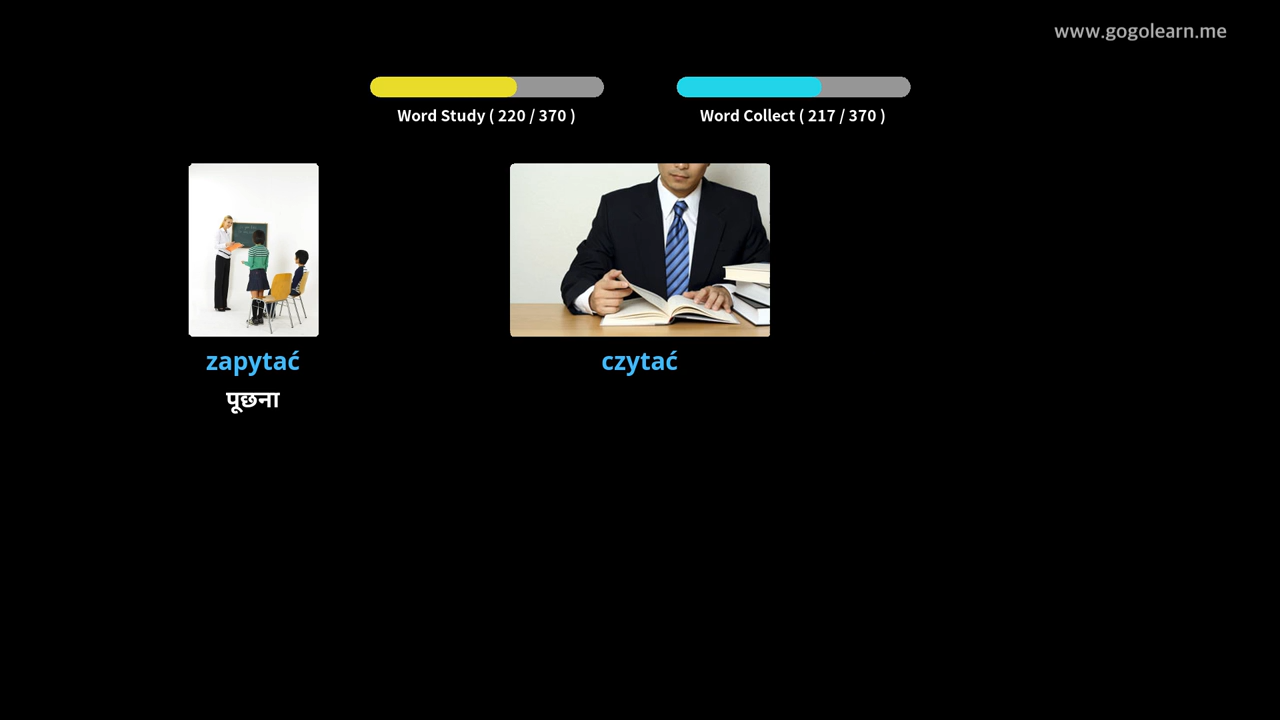 www.gogolearn.me
Word Study ( 220 / 370 )
Word Collect ( 217 / 370 )
zapytać
czytać
पूछना